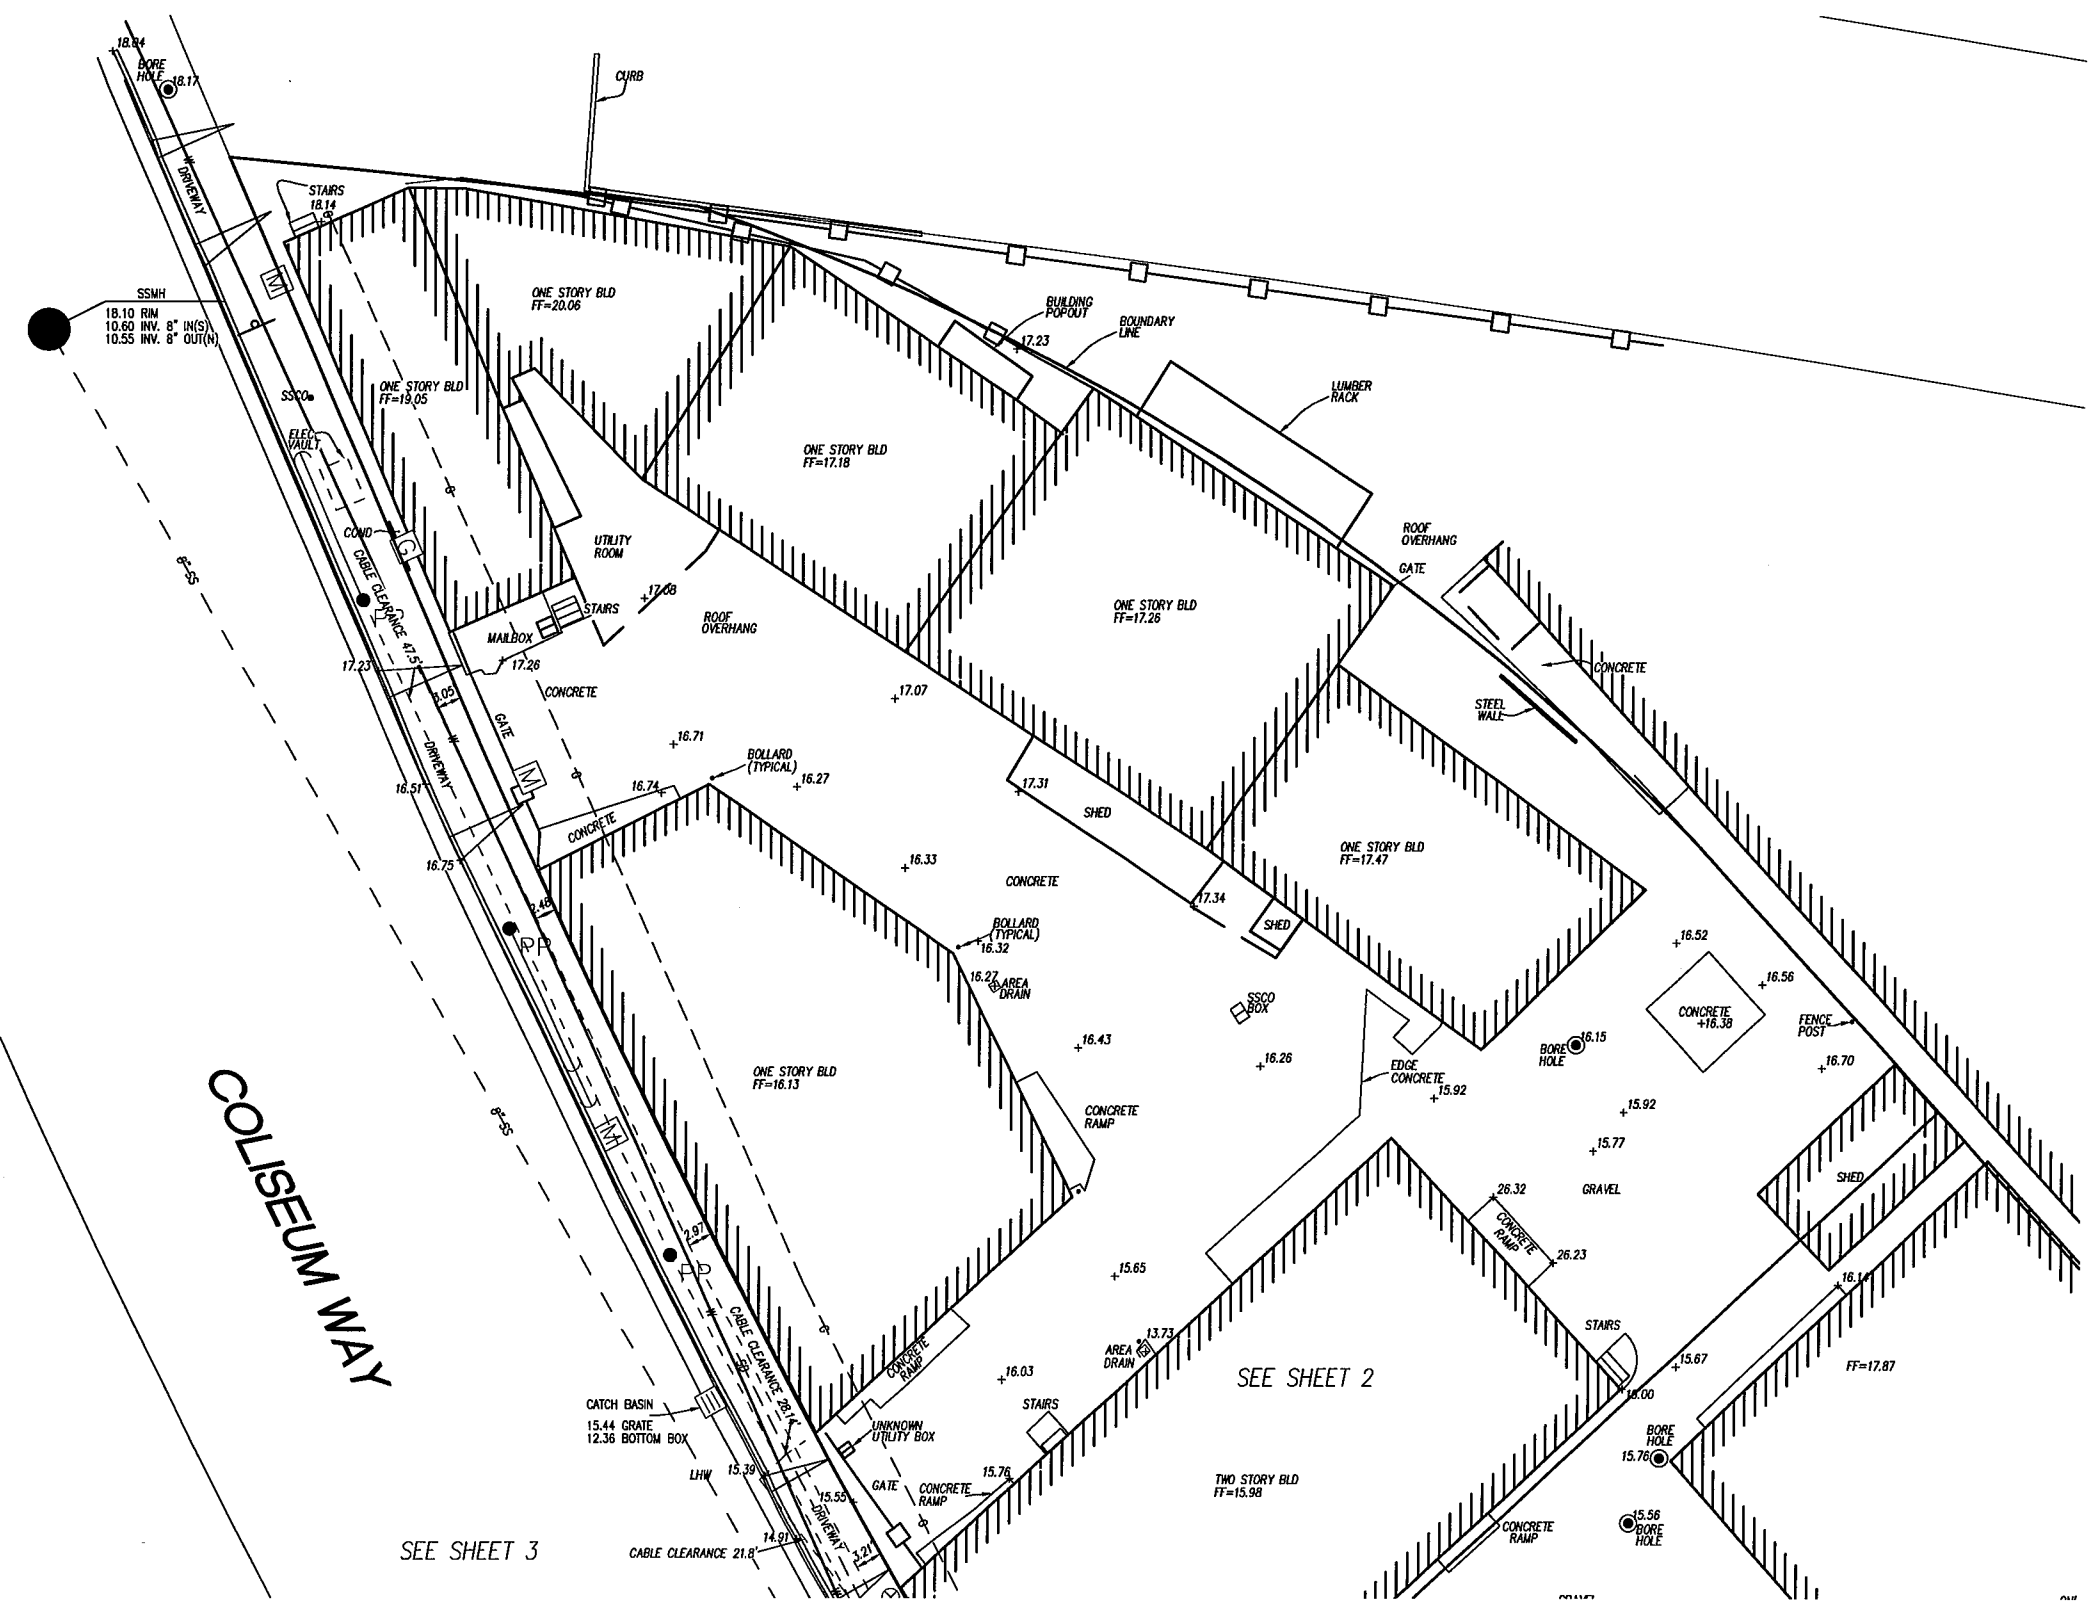 18.84
BORE
HOLE
18.17
CURB
W
DRIVEWAY
STAIRS
18.14
G
M
SSMH
18.10 RIM
10.60 INV. 8" IN(S)
10.55 INV. 8" OUT(N)
ONE STORY BLD
FF=20.06
BUILDING
POPOUT
17.23
BOUNDARY
LINE
ONE STORY BLD
FF=19.05
SSCO
LUMBER
RACK
ELEC
VAULT
ONE STORY BLD
FF=17.18
G
COND
G
UTILITY
ROOM
ROOF
OVERHANG
GATE
8"-SS
CABLE CLEARANCE 47.5'
17.08
STAIRS
MAILBOX
ROOF
OVERHANG
ONE STORY BLD
FF=17.26
17.23
17.26
CONCRETE
CONCRETE
3.05
17.07
STEEL
WALL
GATE
W
DRIVEWAY
16.71
BOLLARD
(TYPICAL)
16.27
M
G
16.51
16.74
17.31
SHED
CONCRETE
16.75
16.33
CONCRETE
ONE STORY BLD
FF=17.47
2.48
17.34
PP
BOLLARD
(TYPICAL)
16.32
SHED
16.52
16.27
AREA
DRAIN
16.56
SSCO
BOX
CONCRETE
16.38
FENCE
POST
16.43
16.15
BORE
HOLE
16.26
16.70
EDGE
CONCRETE
15.92
ONE STORY BLD
FF=16.13
15.92
8"-SS
M
CONCRETE
RAMP
15.77
COLISEUM WAY
GRAVEL
SHED
26.32
CONCRETE
RAMP
2.97
PP
26.23
15.65
16.14
W
G
CABLE CLEARANCE 28.14'
SD
AREA
DRAIN
13.73
STAIRS
CONCRETE
RAMP
15.67
FF=17.87
SEE SHEET 2
16.03
CATCH BASIN
15.44 GRATE
12.36 BOTTOM BOX
STAIRS
UNKNOWN
UTILITY BOX
BORE
HOLE
15.76
LHW
15.39
GATE
15.76
CONCRETE
RAMP
TWO STORY BLD
FF=15.98
15.55
DRIVEWAY
G
15.56
BORE
HOLE
CONCRETE
RAMP
14.91
SEE SHEET 3
CABLE CLEARANCE 21.8'
3.21'